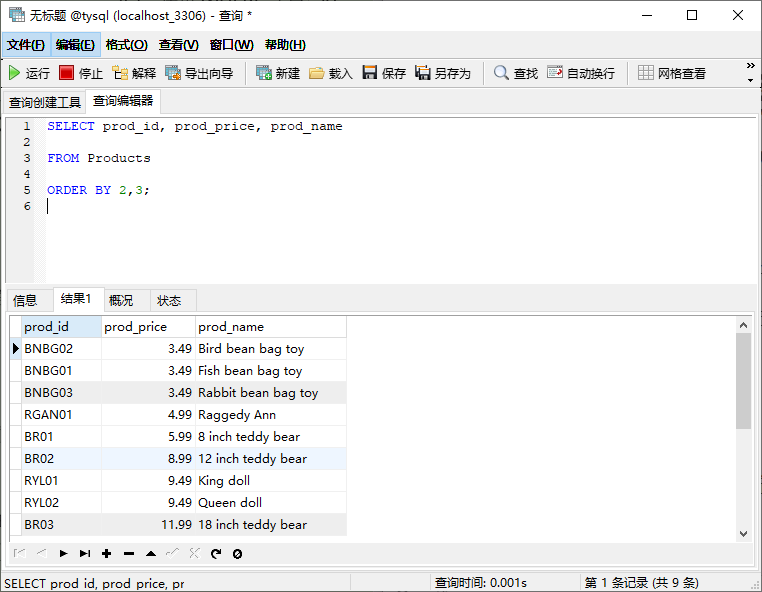 无标题 @tysql (localhost_3306) - 查询 *
文件(F) 编辑(E) 格式(O) 查看(V) 窗口(W) 帮助(H)
运行 停止 解释 导出向导 新建 载入 保存 另存为 查找 自动换行 网格查看 »
查询创建工具 查询编辑器
1 SELECT prod_id, prod_price, prod_name
2
3 FROM Products
4
5 ORDER BY 2,3;
6
信息 结果1 概况 状态
prod_id prod_price prod_name
BNBG02 3.49 Bird bean bag toy
BNBG01 3.49 Fish bean bag toy
BNBG03 3.49 Rabbit bean bag toy
RGAN01 4.99 Raggedy Ann
BR01 5.99 8 inch teddy bear
BR02 8.99 12 inch teddy bear
RYL01 9.49 King doll
RYL02 9.49 Queen doll
BR03 11.99 18 inch teddy bear
SELECT prod_id, prod_price, pr 查询时间: 0.001s 第 1 条记录 (共 9 条)